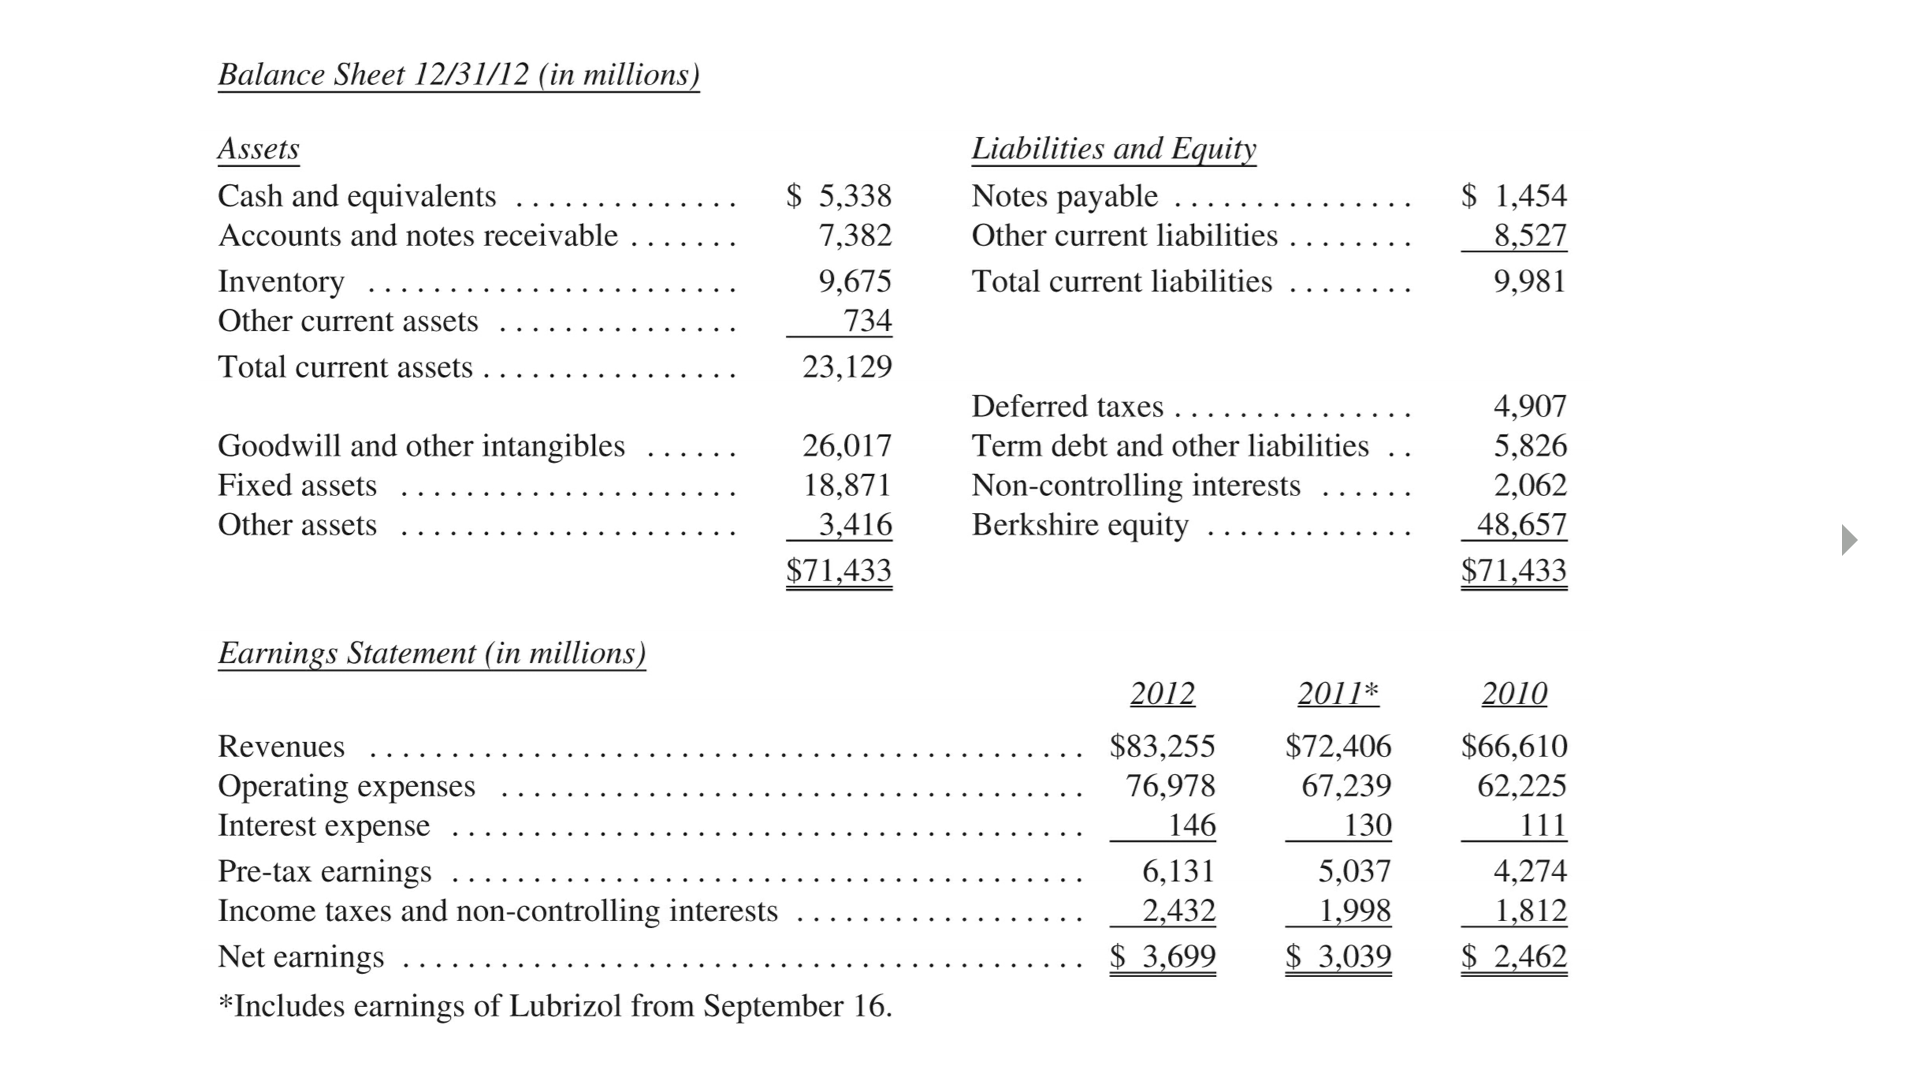 Balance Sheet 12/31/12 (in millions)
Assets
Cash and equivalents .............. $ 5,338
Accounts and notes receivable ....... 7,382
Inventory ....................... 9,675
Other current assets ............... 734
Total current assets ................ 23,129
Goodwill and other intangibles ...... 26,017
Fixed assets ..................... 18,871
Other assets ..................... 3,416
$71,433
Liabilities and Equity
Notes payable ............... $ 1,454
Other current liabilities ........ 8,527
Total current liabilities ........ 9,981
Deferred taxes ............... 4,907
Term debt and other liabilities .. 5,826
Non-controlling interests ...... 2,062
Berkshire equity ............. 48,657
$71,433
Earnings Statement (in millions)
2012 2011* 2010
Revenues ............................................ $83,255 $72,406 $66,610
Operating expenses .................................... 76,978 67,239 62,225
Interest expense ....................................... 146 130 111
Pre-tax earnings ....................................... 6,131 5,037 4,274
Income taxes and non-controlling interests .................. 2,432 1,998 1,812
Net earnings .......................................... $ 3,699 $ 3,039 $ 2,462
*Includes earnings of Lubrizol from September 16.